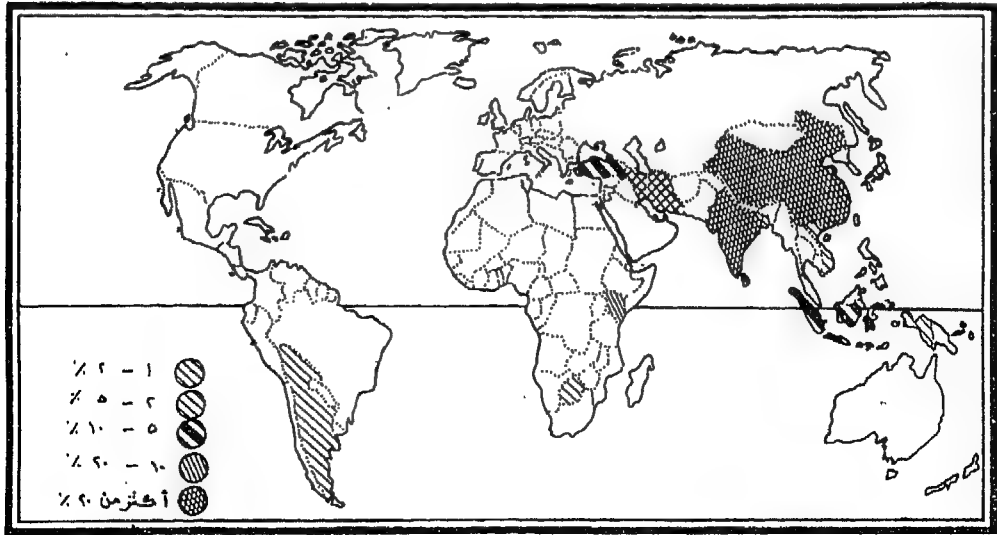 ١ – ٢ ٪
٢ – ٥ ٪
٥ – ١٠ ٪
١٠ – ٢٠ ٪
أكثر من ٢٠ ٪